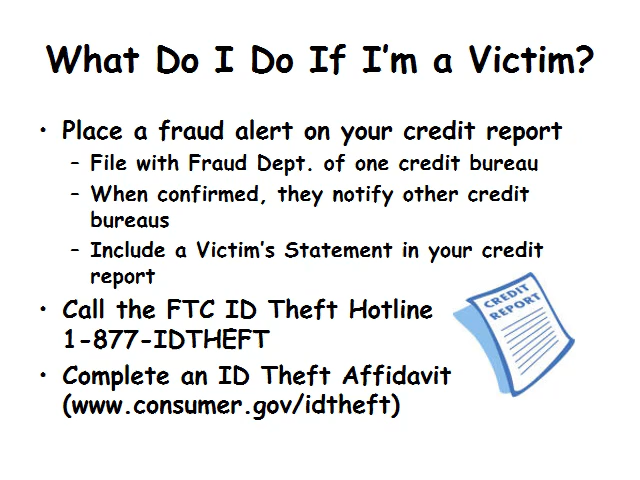 What Do I Do If I'm a Victim?
• Place a fraud alert on your credit report
– File with Fraud Dept. of one credit bureau
– When confirmed, they notify other credit
bureaus
– Include a Victim's Statement in your credit
report
• Call the FTC ID Theft Hotline
1-877-IDTHEFT
• Complete an ID Theft Affidavit
(www.consumer.gov/idtheft)
CREDIT
REPORT